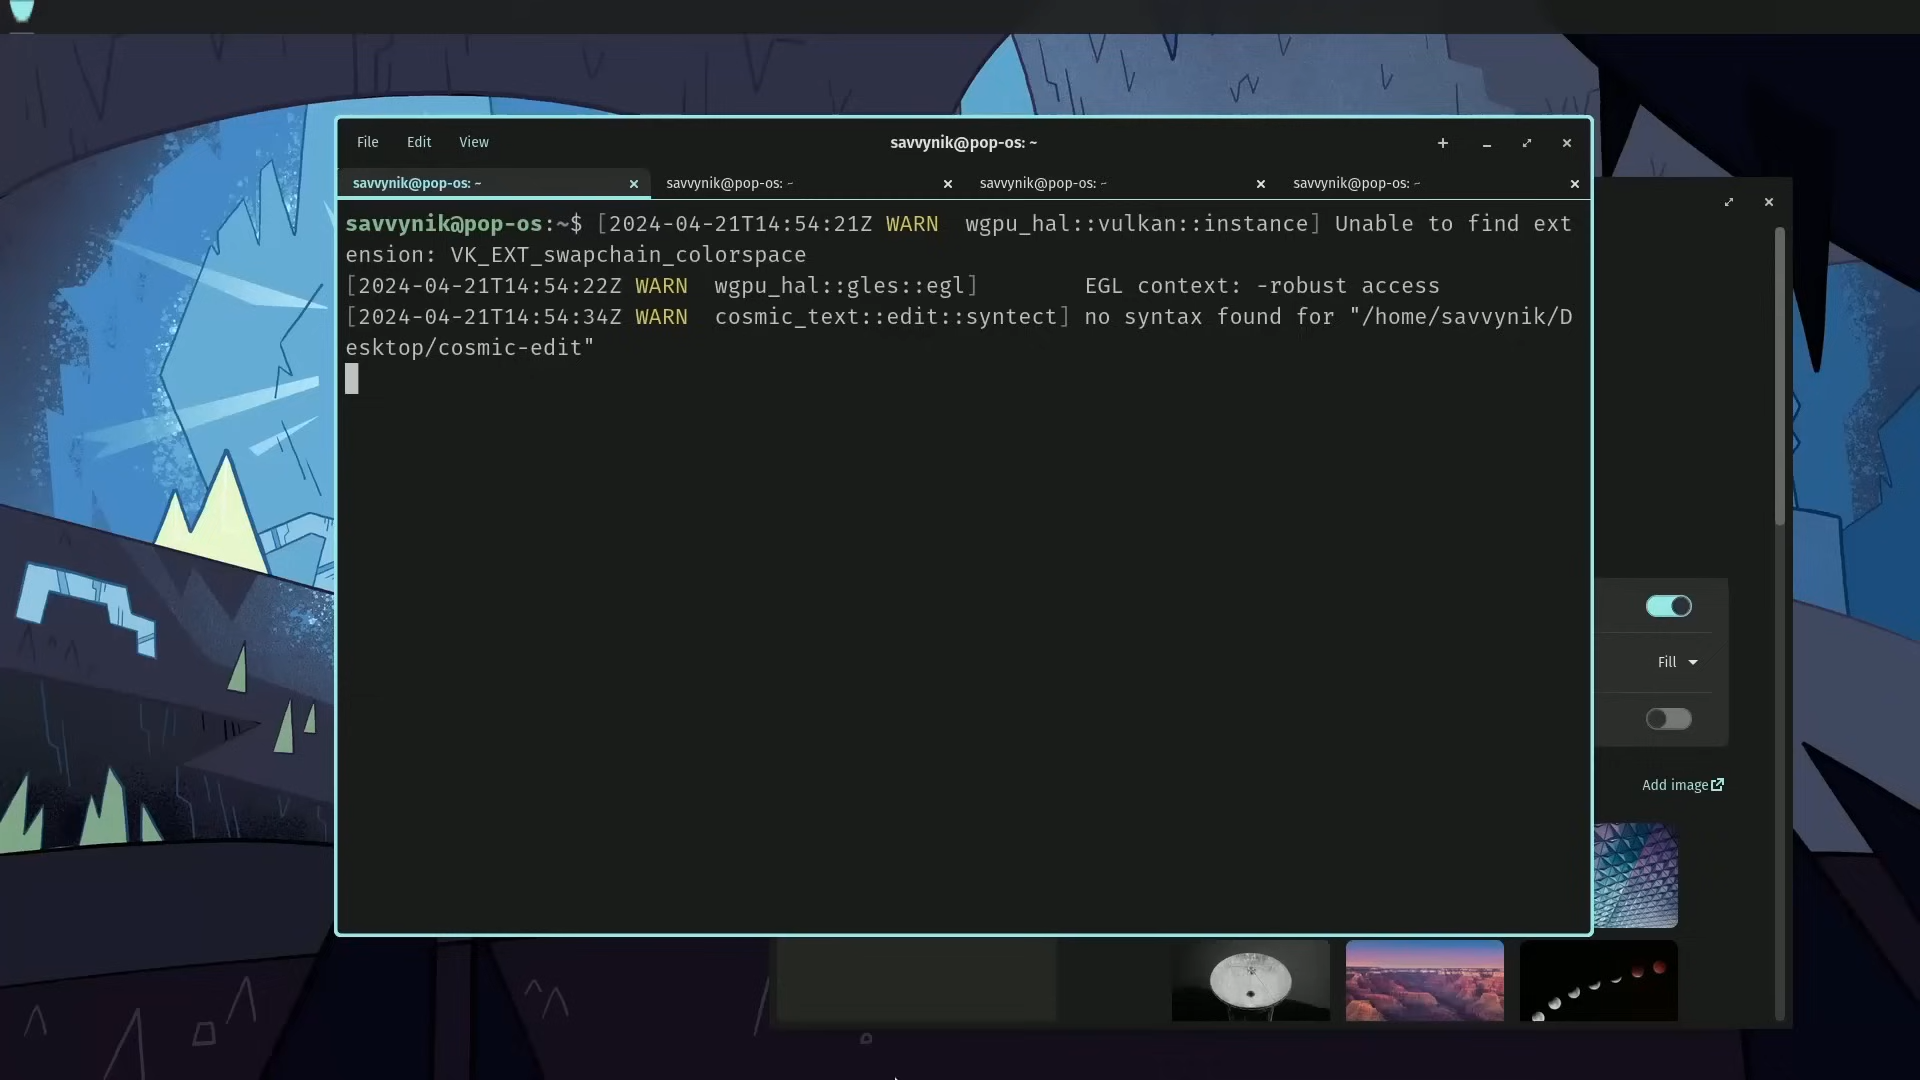 File Edit View savvynik@pop-os: ~
savvynik@pop-os: ~ savvynik@pop-os: ~ savvynik@pop-os: ~ savvynik@pop-os: ~
savvynik@pop-os:~$ [2024-04-21T14:54:21Z WARN  wgpu_hal::vulkan::instance] Unable to find ext
ension: VK_EXT_swapchain_colorspace
[2024-04-21T14:54:22Z WARN  wgpu_hal::gles::egl]        EGL context: -robust access
[2024-04-21T14:54:34Z WARN  cosmic_text::edit::syntect] no syntax found for "/home/savvynik/D
esktop/cosmic-edit"
Fill
Add image